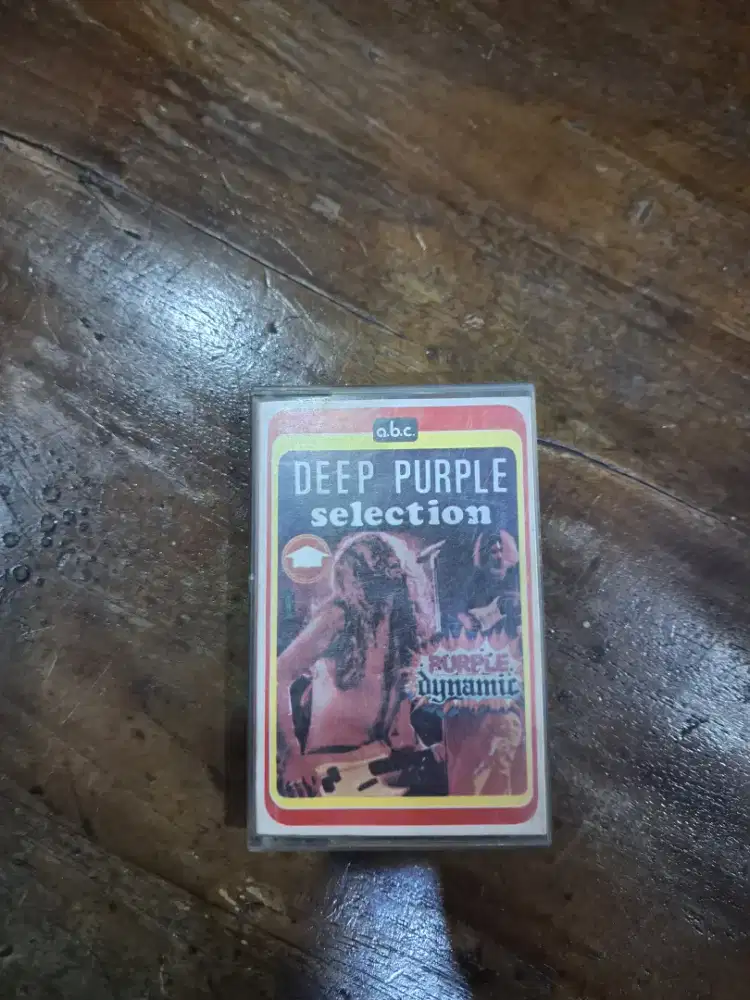 a.b.c.
DEEP PURPLE
selection
PURPLE
dynamic